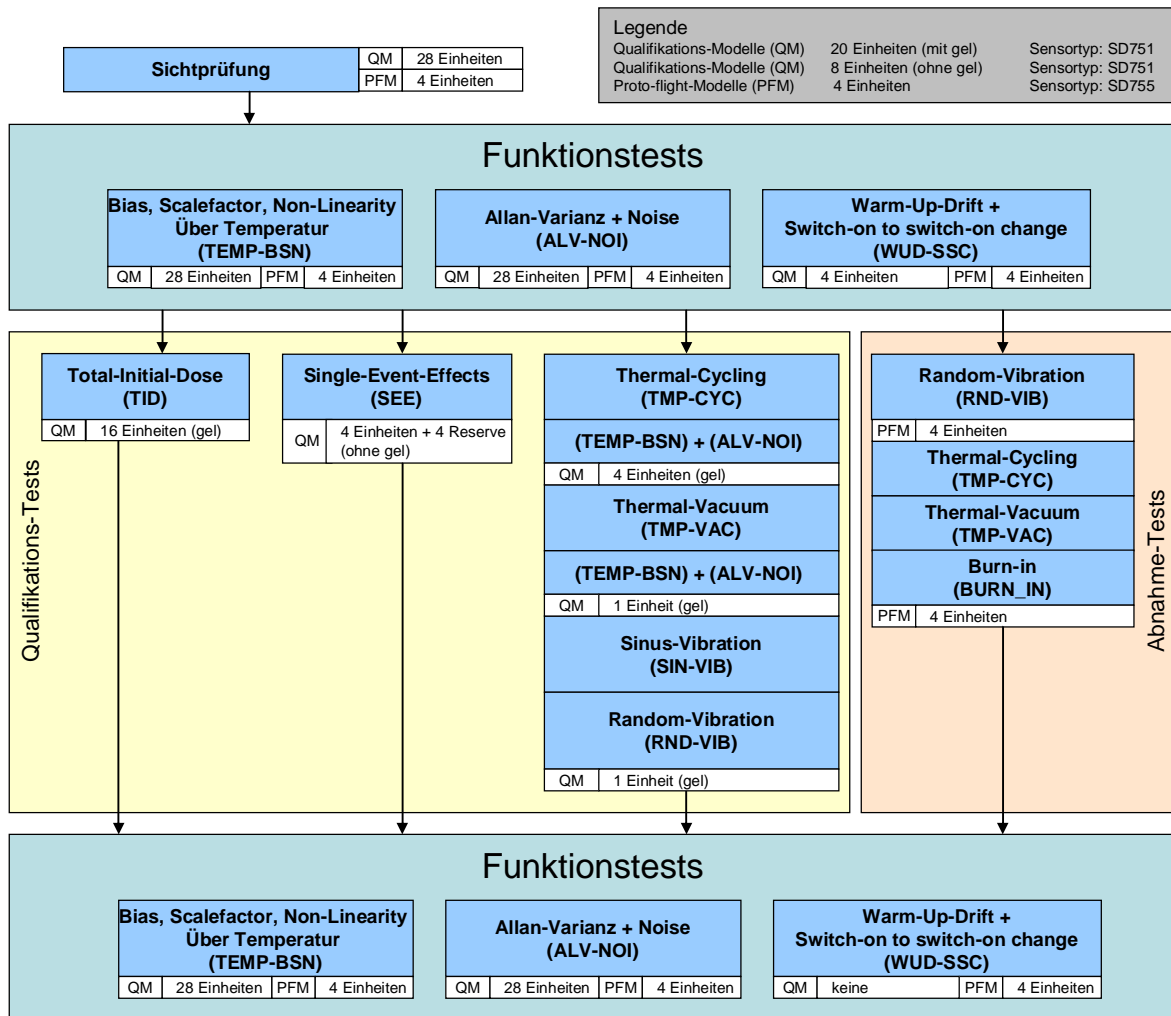 Legende
Qualifikations-Modelle (QM) 20 Einheiten (mit gel) Sensortyp: SD751
Qualifikations-Modelle (QM) 8 Einheiten (ohne gel) Sensortyp: SD751
Proto-flight-Modelle (PFM) 4 Einheiten Sensortyp: SD755
Sichtprüfung
QM 28 Einheiten
PFM 4 Einheiten
Funktionstests
Bias, Scalefactor, Non-Linearity
Über Temperatur
(TEMP-BSN)
QM 28 Einheiten PFM 4 Einheiten
Allan-Varianz + Noise
(ALV-NOI)
QM 28 Einheiten PFM 4 Einheiten
Warm-Up-Drift +
Switch-on to switch-on change
(WUD-SSC)
QM 4 Einheiten PFM 4 Einheiten
Qualifikations-Tests
Total-Initial-Dose
(TID)
QM 16 Einheiten (gel)
Single-Event-Effects
(SEE)
QM 4 Einheiten + 4 Reserve
(ohne gel)
Thermal-Cycling
(TMP-CYC)
(TEMP-BSN) + (ALV-NOI)
QM 4 Einheiten (gel)
Thermal-Vacuum
(TMP-VAC)
(TEMP-BSN) + (ALV-NOI)
QM 1 Einheit (gel)
Sinus-Vibration
(SIN-VIB)
Random-Vibration
(RND-VIB)
QM 1 Einheit (gel)
Random-Vibration
(RND-VIB)
PFM 4 Einheiten
Thermal-Cycling
(TMP-CYC)
Thermal-Vacuum
(TMP-VAC)
Burn-in
(BURN_IN)
PFM 4 Einheiten
Abnahme-Tests
Funktionstests
Bias, Scalefactor, Non-Linearity
Über Temperatur
(TEMP-BSN)
QM 28 Einheiten PFM 4 Einheiten
Allan-Varianz + Noise
(ALV-NOI)
QM 28 Einheiten PFM 4 Einheiten
Warm-Up-Drift +
Switch-on to switch-on change
(WUD-SSC)
QM keine PFM 4 Einheiten